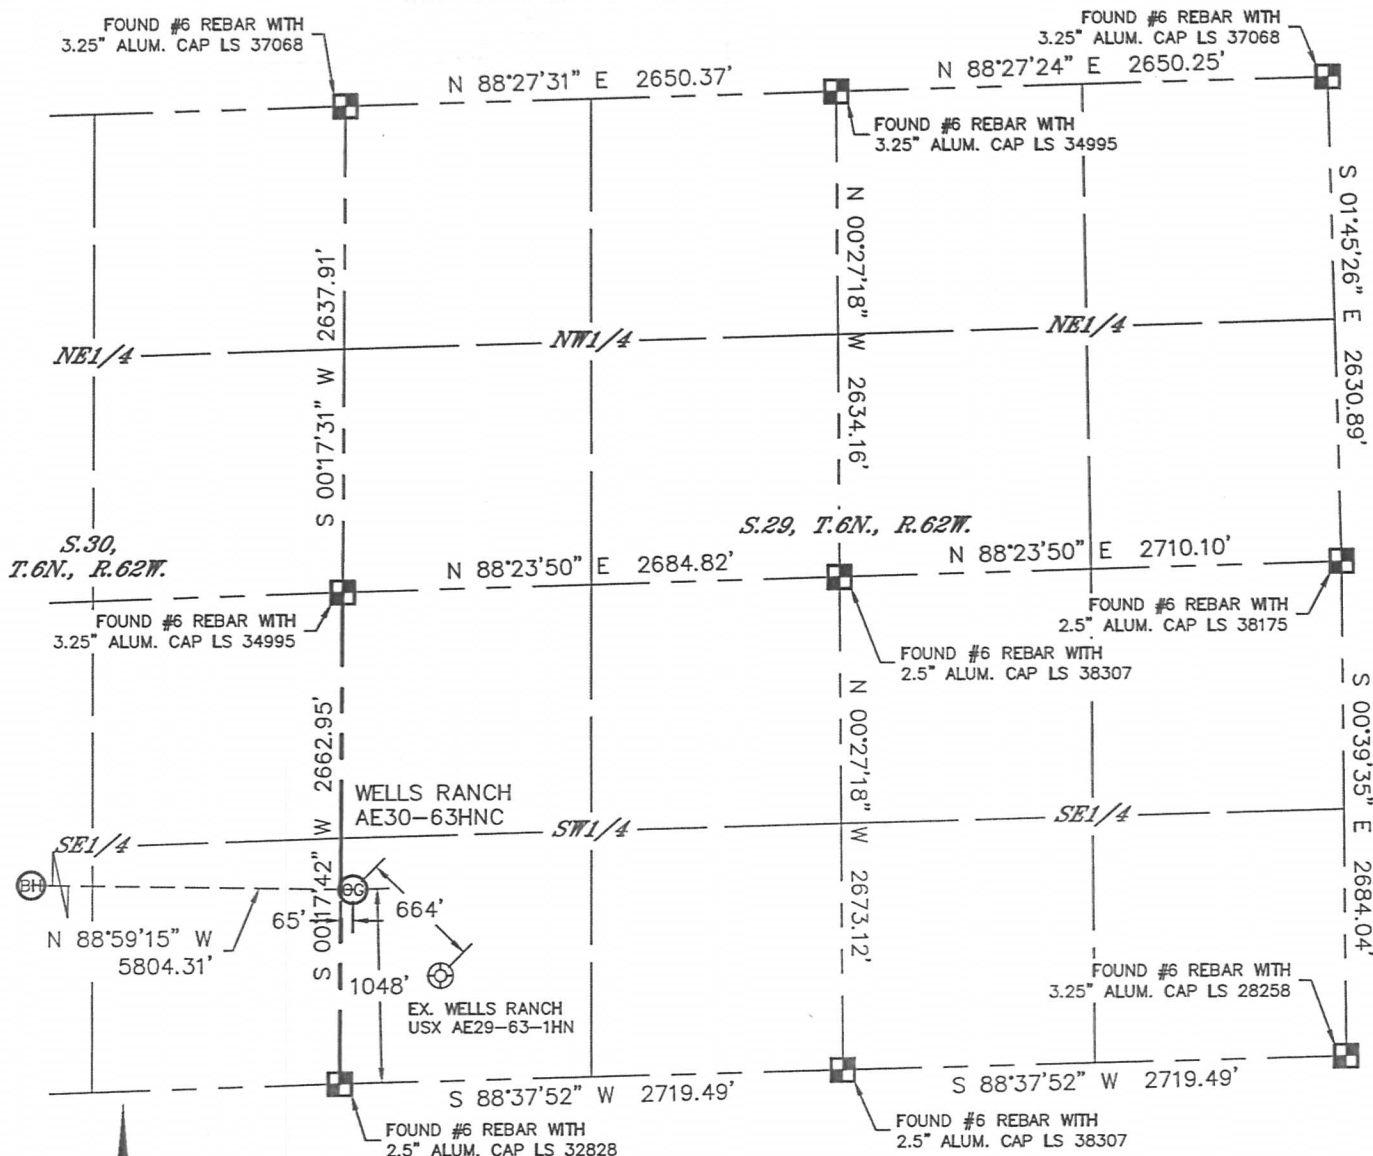 FOUND #6 REBAR WITH
3.25" ALUM. CAP LS 37068
FOUND #6 REBAR WITH
3.25" ALUM. CAP LS 37068
N 88°27'31" E 2650.37'
N 88°27'24" E 2650.25'
FOUND #6 REBAR WITH
3.25" ALUM. CAP LS 34995
S 00°17'31" W 2637.91'
N 00°27'18" W 2634.16'
S 01°45'26" E 2630.89'
NE1/4
NW1/4
NE1/4
S.30,
T.6N., R.62W.
S.29, T.6N., R.62W.
N 88°23'50" E 2684.82'
N 88°23'50" E 2710.10'
FOUND #6 REBAR WITH
3.25" ALUM. CAP LS 34995
FOUND #6 REBAR WITH
2.5" ALUM. CAP LS 38175
FOUND #6 REBAR WITH
2.5" ALUM. CAP LS 38307
S 00°17'42" W 2662.95'
N 00°27'18" W 2673.12'
S 00°39'35" E 2684.04'
WELLS RANCH
AE30-63HNC
SE1/4
SW1/4
SE1/4
BH
OG
65'
664'
N 88°59'15" W
5804.31'
1048'
EX. WELLS RANCH
USX AE29-63-1HN
FOUND #6 REBAR WITH
3.25" ALUM. CAP LS 28258
S 88°37'52" W 2719.49'
S 88°37'52" W 2719.49'
FOUND #6 REBAR WITH
2.5" ALUM. CAP LS 32828
FOUND #6 REBAR WITH
2.5" ALUM. CAP LS 38307